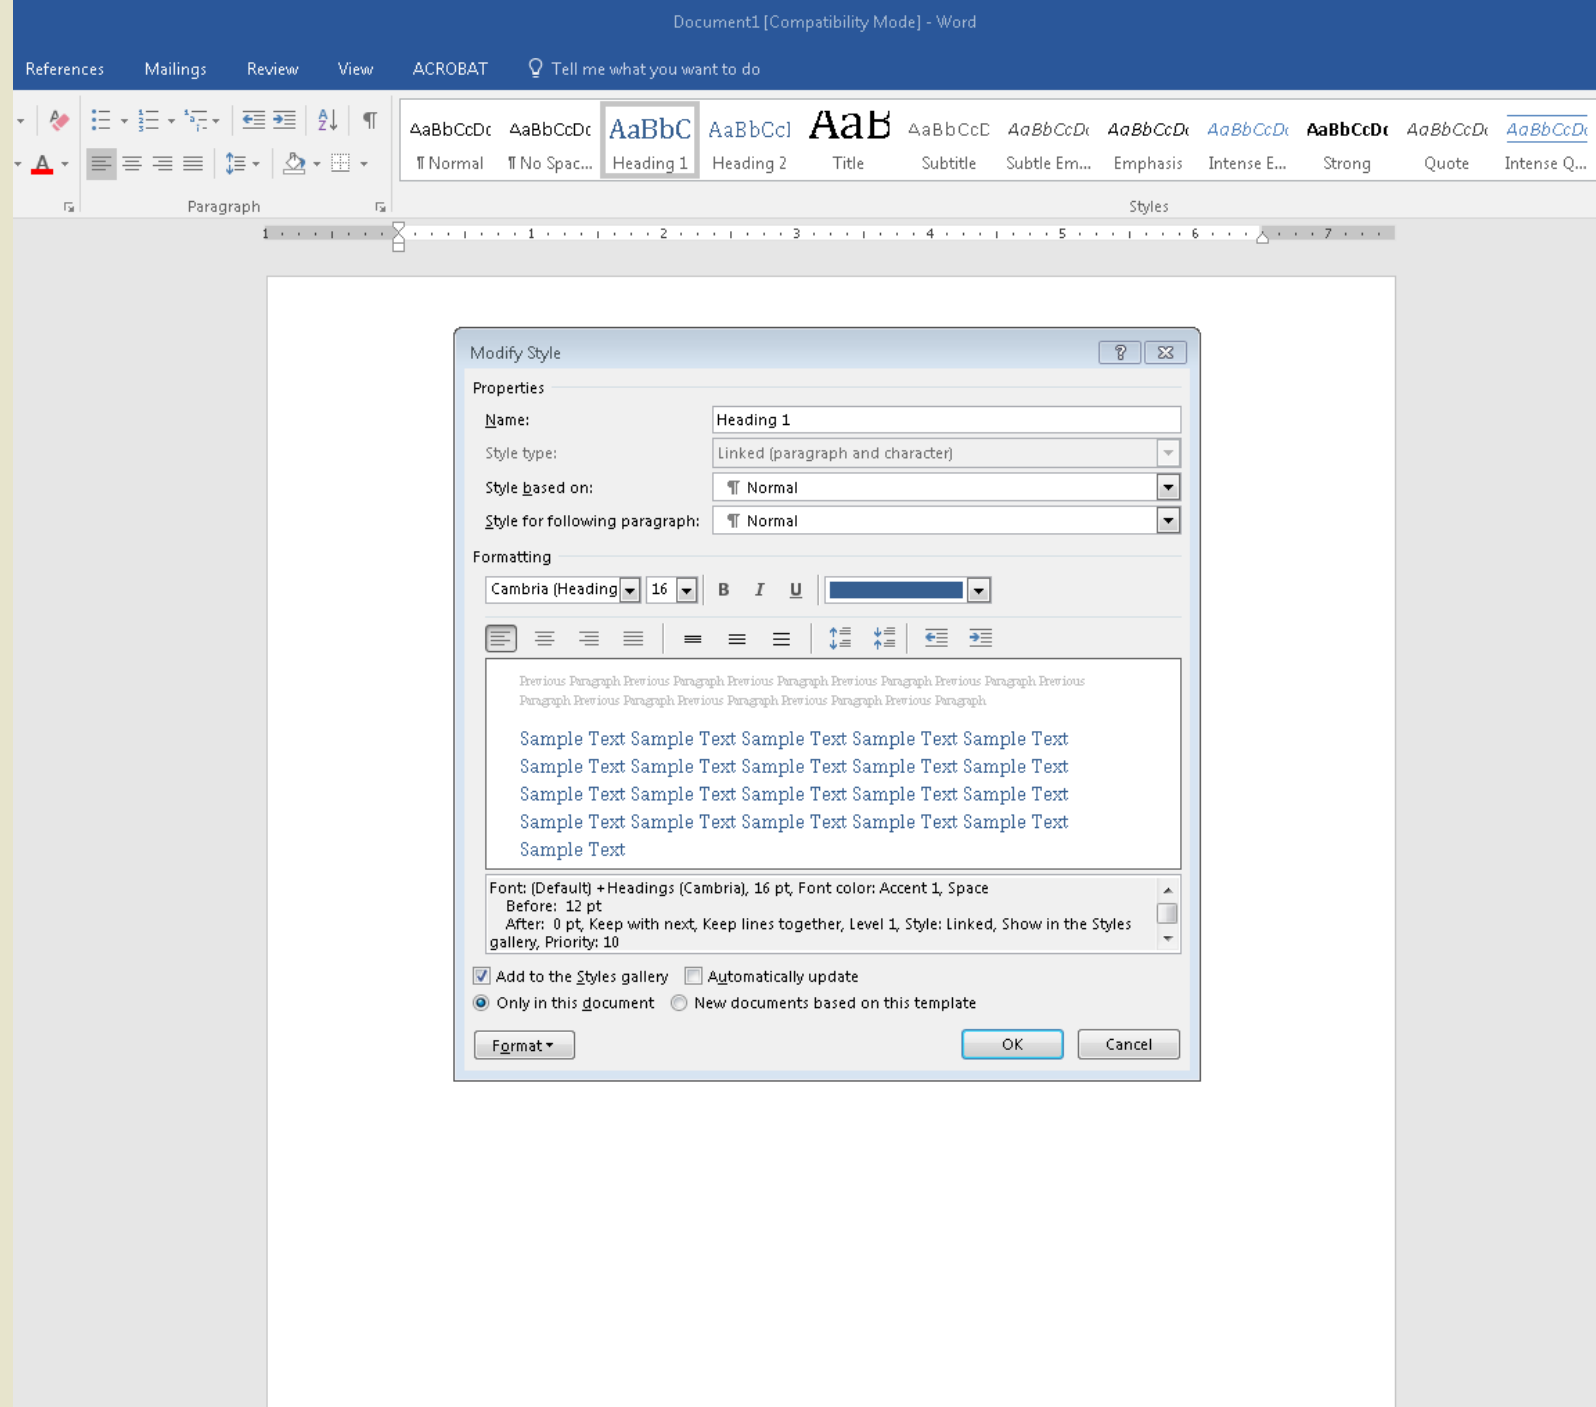 Document1 [Compatibility Mode] - Word
References Mailings Review View ACROBAT Tell me what you want to do
AaBbCcDc AaBbCcDc AaBbC AaBbCcl AaB AaBbCcD AaBbCcDc AaBbCcDc AaBbCcDc AaBbCcDc AaBbCcDc AaBbCcDc
¶ Normal ¶ No Spac... Heading 1 Heading 2 Title Subtitle Subtle Em... Emphasis Intense E... Strong Quote Intense Q...
Paragraph Styles
1 1 2 3 4 5 6 7
Modify Style
Properties
Name: Heading 1
Style type: Linked (paragraph and character)
Style based on: ¶ Normal
Style for following paragraph: ¶ Normal
Formatting
Cambria (Heading 16 B I U
Previous Paragraph Previous Paragraph Previous Paragraph Previous Paragraph Previous Paragraph Previous
Paragraph Previous Paragraph Previous Paragraph Previous Paragraph Previous Paragraph
Sample Text Sample Text Sample Text Sample Text Sample Text
Sample Text Sample Text Sample Text Sample Text Sample Text
Sample Text Sample Text Sample Text Sample Text Sample Text
Sample Text Sample Text Sample Text Sample Text Sample Text
Sample Text
Font: (Default) +Headings (Cambria), 16 pt, Font color: Accent 1, Space
Before: 12 pt
After: 0 pt, Keep with next, Keep lines together, Level 1, Style: Linked, Show in the Styles
gallery, Priority: 10
Add to the Styles gallery Automatically update
Only in this document New documents based on this template
Format OK Cancel